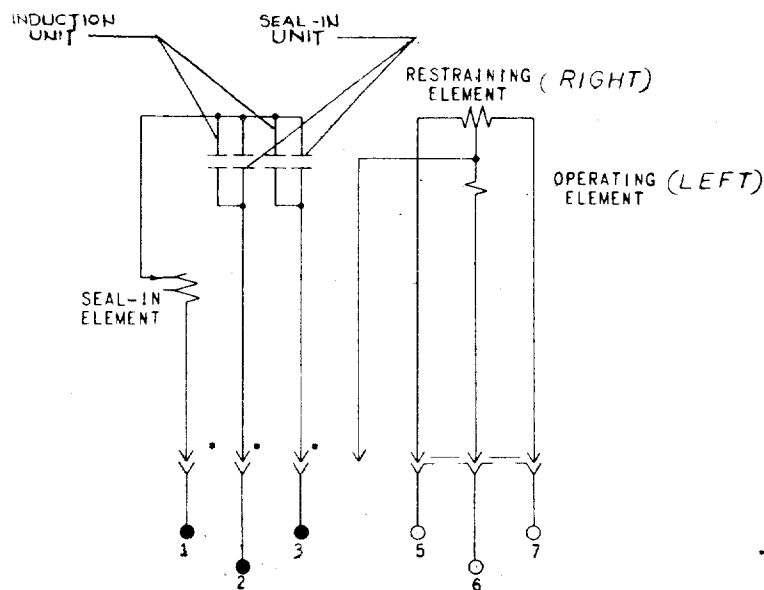 INDUCTION
UNIT
SEAL-IN
UNIT
RESTRAINING
ELEMENT
(RIGHT)
OPERATING
ELEMENT
(LEFT)
SEAL-IN
ELEMENT
* * *
1
2
3
5
6
7